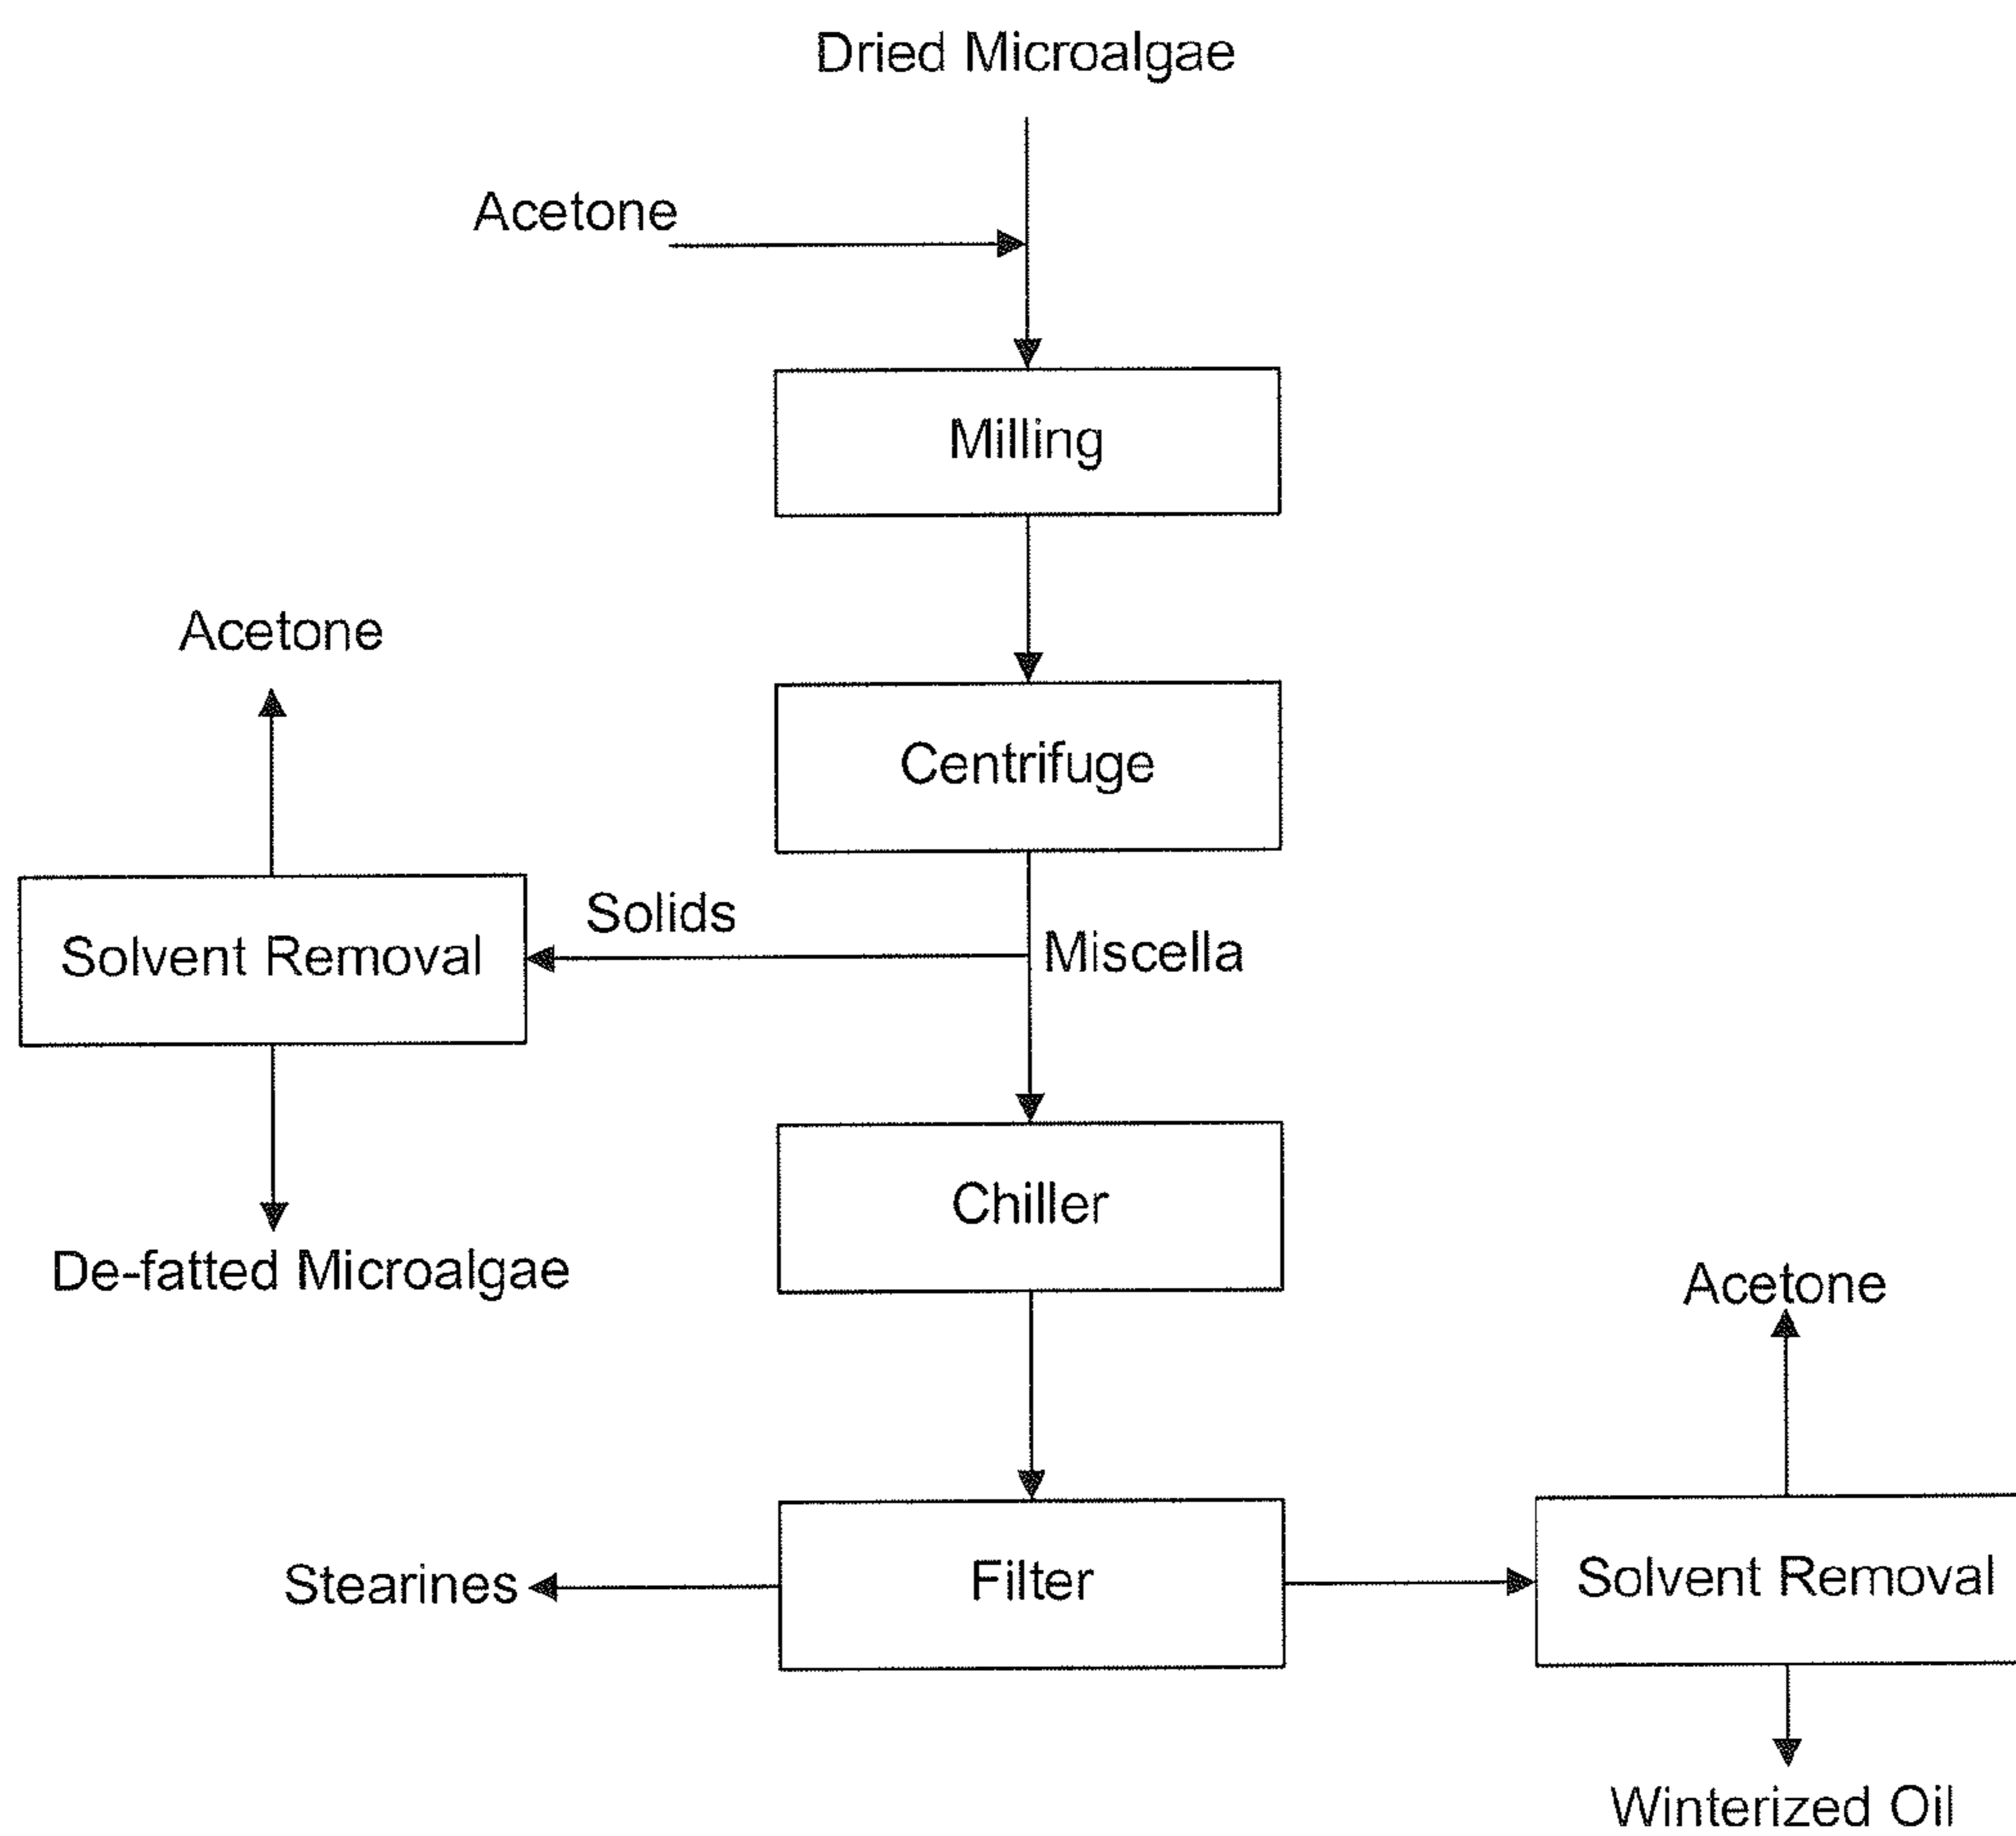 Dried Microalgae
Acetone
Milling
Acetone
Centrifuge
Solids
Solvent Removal
Miscella
Chiller
De-fatted Microalgae
Acetone
Stearines
Filter
Solvent Removal
Winterized Oil